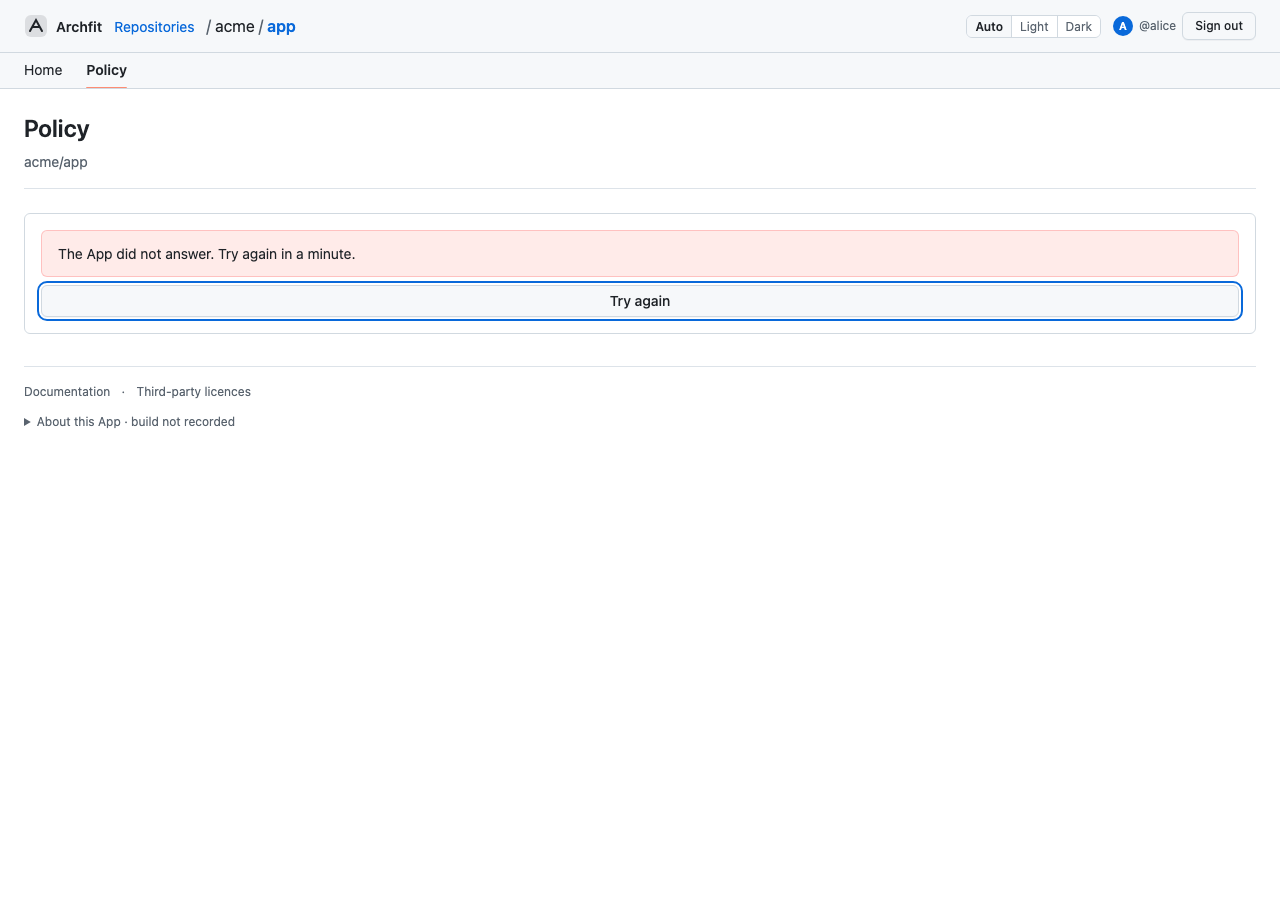 Archfit Repositories / acme / app Auto Light Dark A @alice Sign out
Home Policy
Policy
acme/app
The App did not answer. Try again in a minute.
Try again
Documentation · Third-party licences
About this App · build not recorded